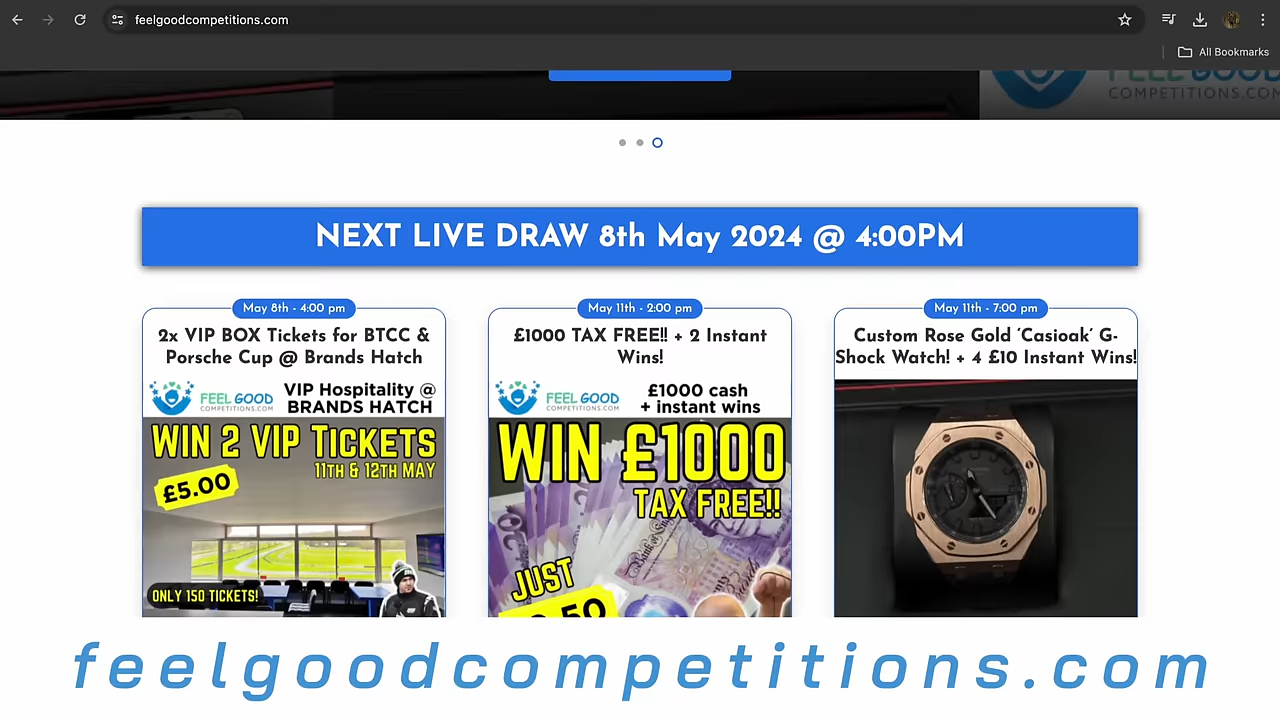 feelgoodcompetitions.com
All Bookmarks
FEEL GOOD
COMPETITIONS.COM
NEXT LIVE DRAW 8th May 2024 @ 4:00PM
May 8th - 4:00 pm
2x VIP BOX Tickets for BTCC &
Porsche Cup @ Brands Hatch
FEEL GOOD
COMPETITIONS.COM
VIP Hospitality @
BRANDS HATCH
WIN 2 VIP TICKETS
11TH & 12TH MAY
£5.00
ONLY 150 TICKETS!
May 11th - 2:00 pm
£1000 TAX FREE!! + 2 Instant
Wins!
FEEL GOOD
COMPETITIONS.COM
£1000 cash
+ instant wins
WIN £1000
TAX FREE!!
JUST
May 11th - 7:00 pm
Custom Rose Gold ‘Casioak’ G-
Shock Watch! + 4 £10 Instant Wins!
feelgoodcompetitions.com